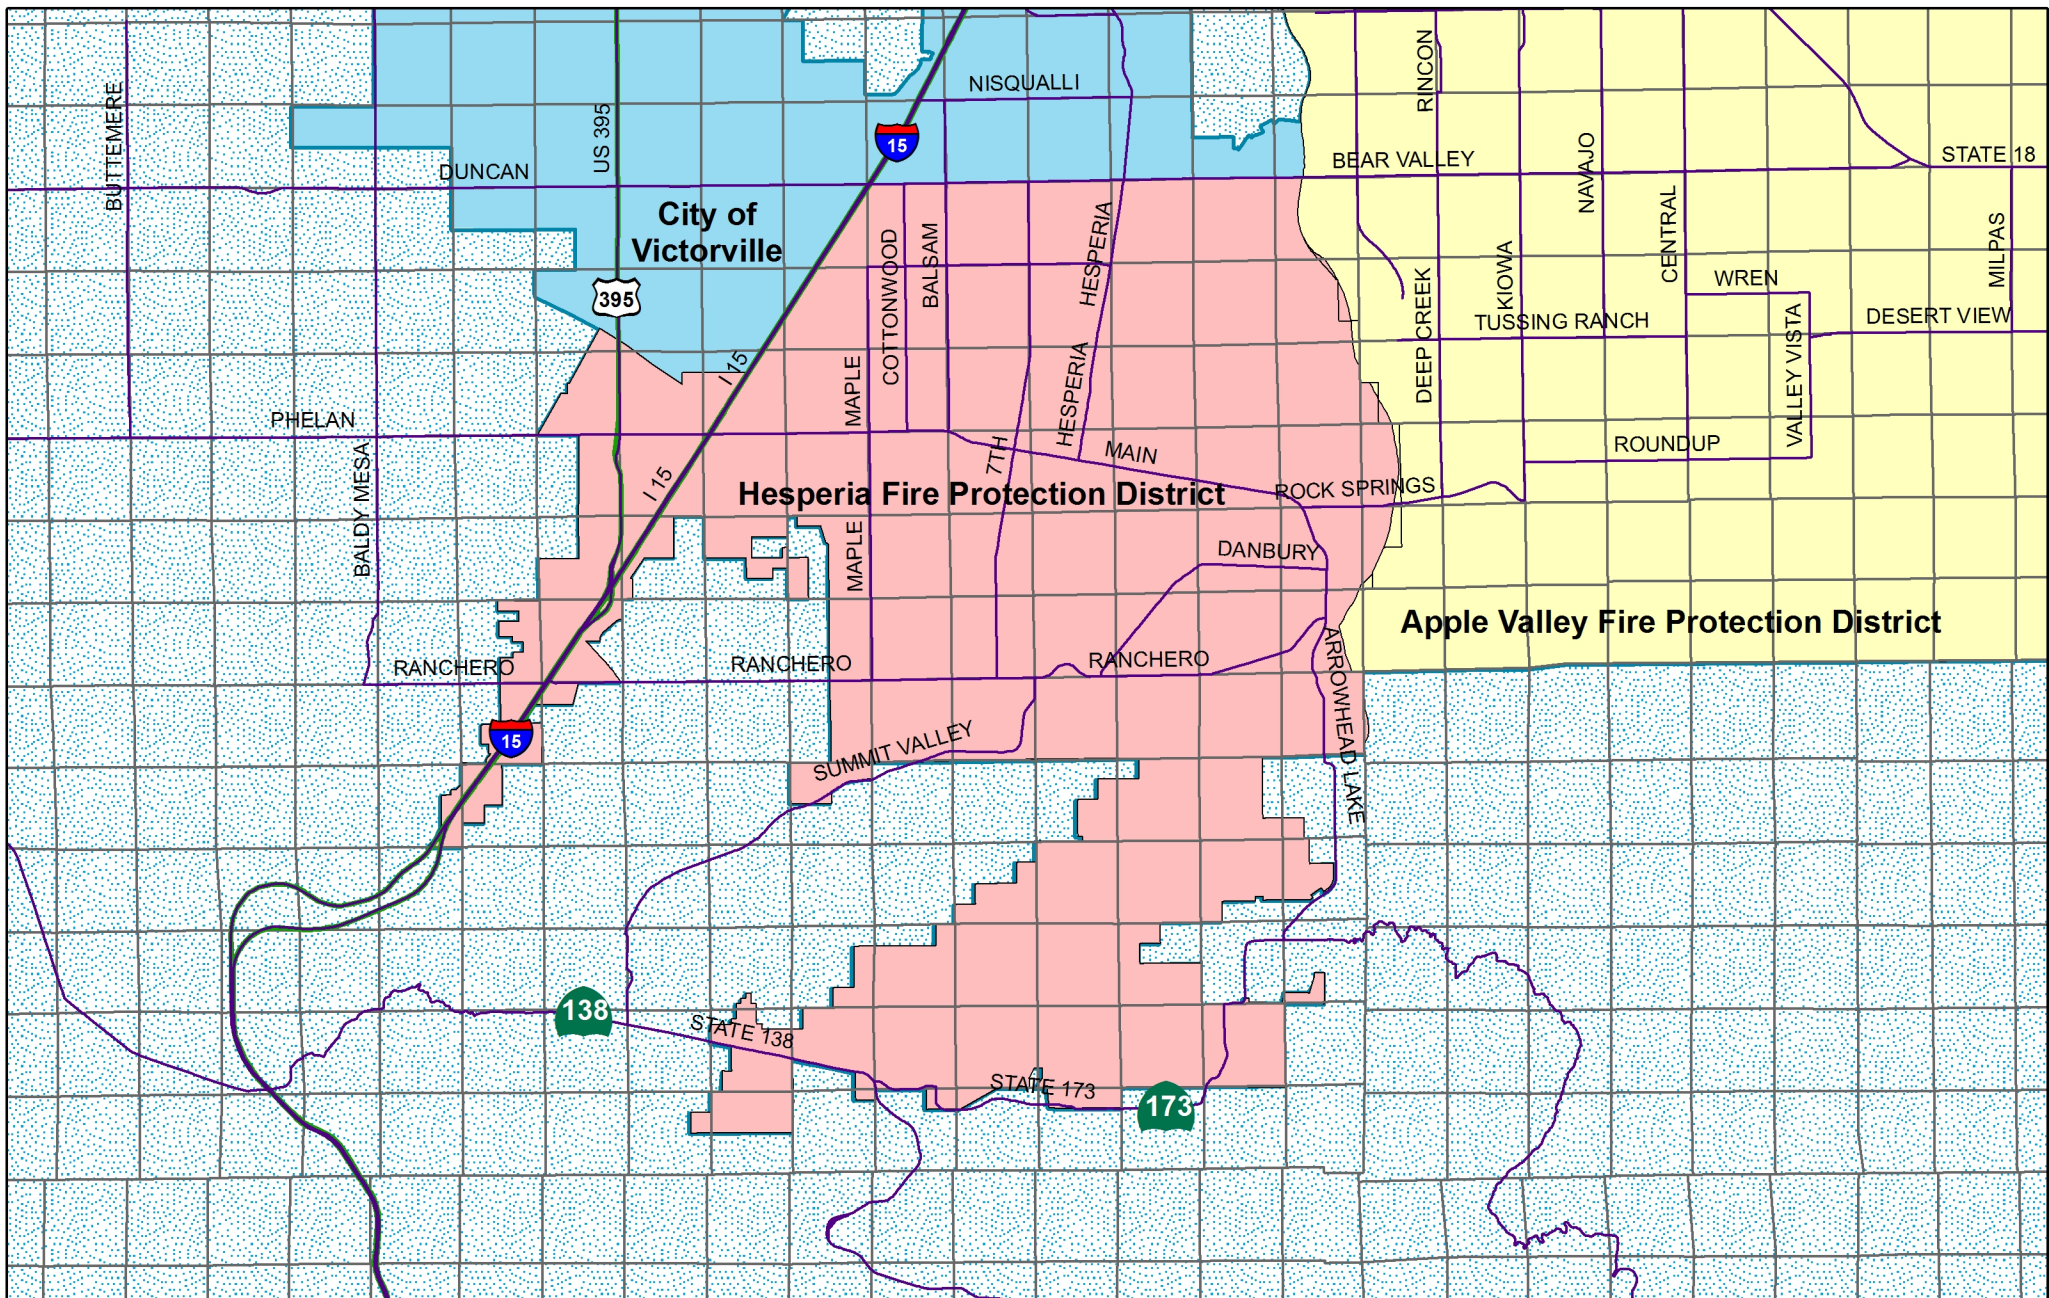 NISQUALLI
RINCON
BUTTEMERE
US 395
15
DUNCAN
BEAR VALLEY
NAVAJO
STATE 18
City of
Victorville
HESPERIA
CENTRAL
MILPAS
COTTONWOOD
BALSAM
KIOWA
WREN
395
DEEP CREEK
TUSSING RANCH
VALLEY VISTA
DESERT VIEW
I 15
MAPLE
HESPERIA
PHELAN
BALDY MESA
7TH
MAIN
ROUNDUP
I 15
Hesperia Fire Protection District
ROCK SPRINGS
MAPLE
DANBURY
Apple Valley Fire Protection District
RANCHERO
RANCHERO
RANCHERO
ARROWHEAD LAKE
15
SUMMIT VALLEY
138
STATE 138
STATE 173
173